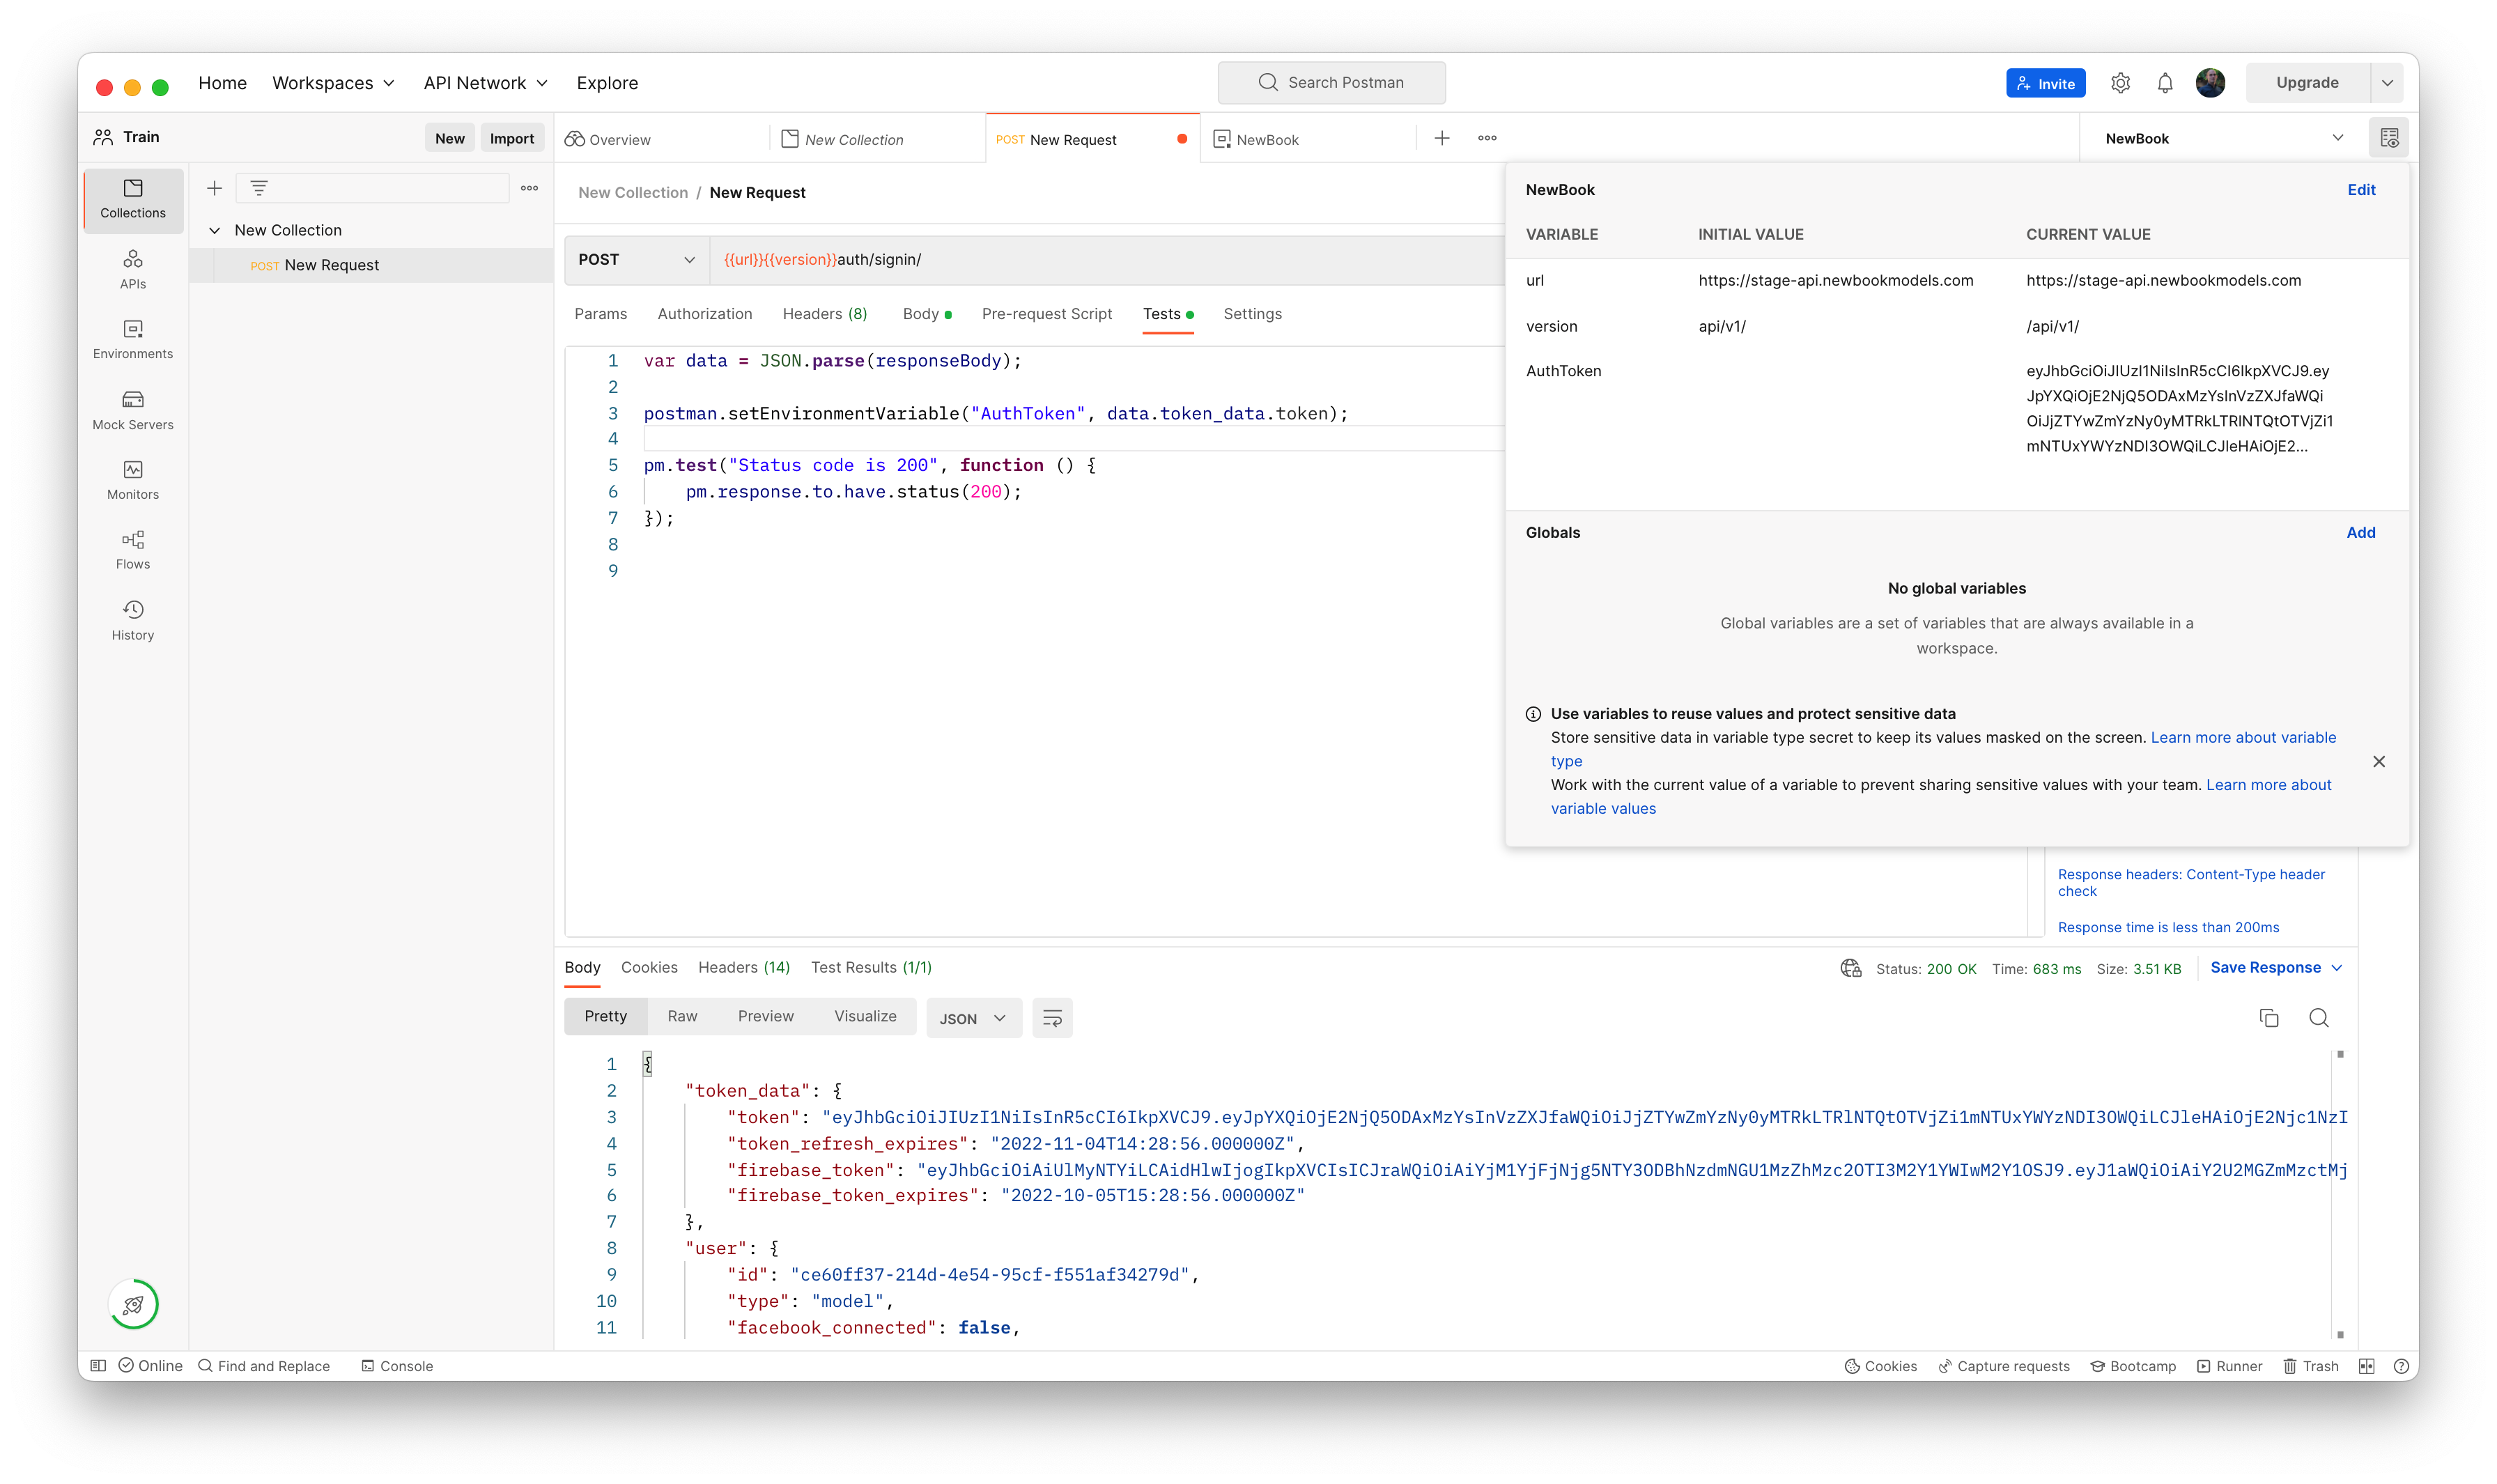 Home Workspaces API Network Explore
Search Postman
Invite Upgrade
Train New Import
Overview New Collection POST New Request NewBook
NewBook
Collections
APIs
Environments
Mock Servers
Monitors
Flows
History
New Collection
POST New Request
New Collection / New Request
POST {{url}}{{version}}auth/signin/
Params Authorization Headers (8) Body Pre-request Script Tests Settings
1 var data = JSON.parse(responseBody);
2
3 postman.setEnvironmentVariable("AuthToken", data.token_data.token);
4
5 pm.test("Status code is 200", function () {
6 pm.response.to.have.status(200);
7 });
8
9
NewBook Edit
VARIABLE INITIAL VALUE CURRENT VALUE
url https://stage-api.newbookmodels.com https://stage-api.newbookmodels.com
version api/v1/ /api/v1/
AuthToken eyJhbGciOiJIUzI1NiIsInR5cCI6IkpXVCJ9.ey
JpYXQiOjE2NjQ5ODAxMzYsInVzZXJfaWQi
OiJjZTYwZmYzNy0yMTRkLTRlNTQtOTVjZi1
mNTUxYWYzNDI3OWQiLCJleHAiOjE2...
Globals Add
No global variables
Global variables are a set of variables that are always available in a
workspace.
Use variables to reuse values and protect sensitive data
Store sensitive data in variable type secret to keep its values masked on the screen. Learn more about variable
type
Work with the current value of a variable to prevent sharing sensitive values with your team. Learn more about
variable values
Response headers: Content-Type header
check
Response time is less than 200ms
Body Cookies Headers (14) Test Results (1/1)
Status: 200 OK Time: 683 ms Size: 3.51 KB Save Response
Pretty Raw Preview Visualize JSON
1 {
2 "token_data": {
3 "token": "eyJhbGciOiJIUzI1NiIsInR5cCI6IkpXVCJ9.eyJpYXQiOjE2NjQ5ODAxMzYsInVzZXJfaWQiOiJjZTYwZmYzNy0yMTRkLTRlNTQtOTVjZi1mNTUxYWYzNDI3OWQiLCJleHAiOjE2Njc1NzI
4 "token_refresh_expires": "2022-11-04T14:28:56.000000Z",
5 "firebase_token": "eyJhbGciOiAiUlMyNTYiLCAidHlwIjogIkpXVCIsICJraWQiOiAiYjM1YjFjNjg5NTY3ODBhNzdmNGU1MzZhMzc2OTI3M2Y1YWIwM2Y1OSJ9.eyJ1aWQiOiAiY2U2MGZmMzctMj
6 "firebase_token_expires": "2022-10-05T15:28:56.000000Z"
7 },
8 "user": {
9 "id": "ce60ff37-214d-4e54-95cf-f551af34279d",
10 "type": "model",
11 "facebook_connected": false,
Online Find and Replace Console
Cookies Capture requests Bootcamp Runner Trash